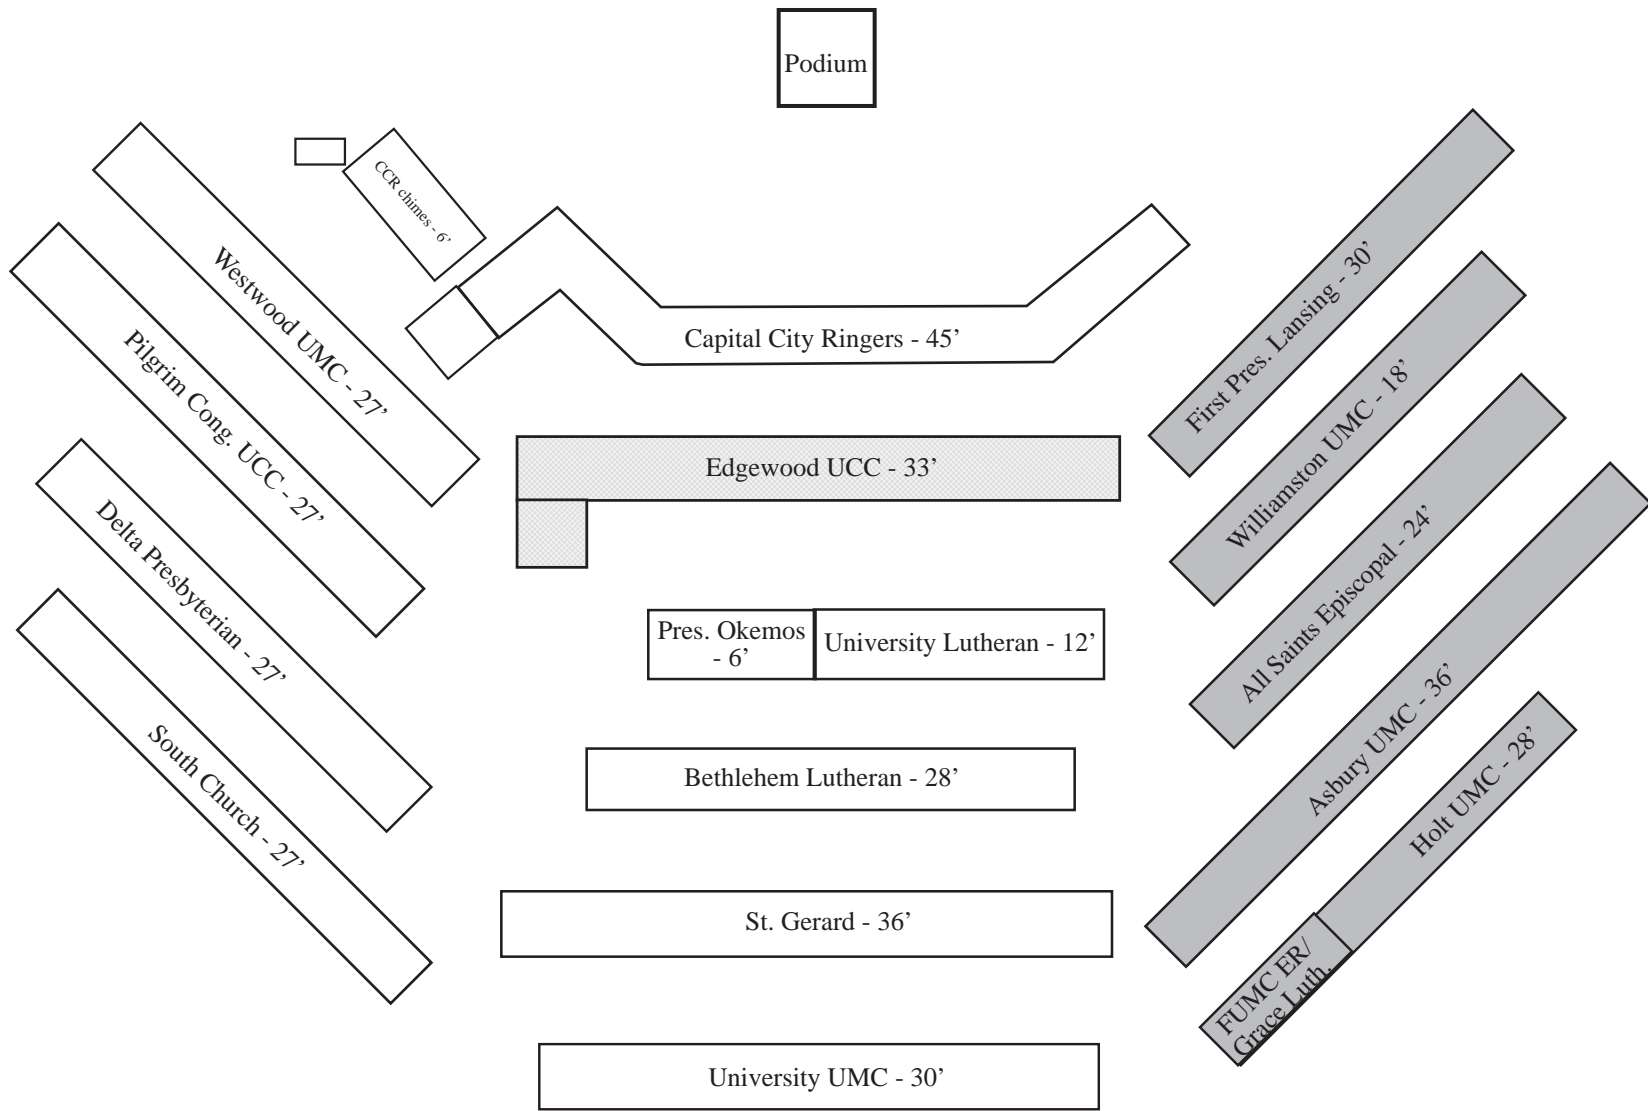 Podium
CCR chimes - 6’
Westwood UMC - 27’
Pilgrim Cong. UCC - 27’
Delta Presbyterian - 27’
South Church - 27’
Capital City Ringers - 45’
Edgewood UCC - 33’
Pres. Okemos
- 6’
University Lutheran - 12’
Bethlehem Lutheran - 28’
St. Gerard - 36’
University UMC - 30’
First Pres. Lansing - 30’
Williamston UMC - 18’
All Saints Episcopal - 24’
Asbury UMC - 36’
Holt UMC - 28’
FUMC ER/
Grace Luth.